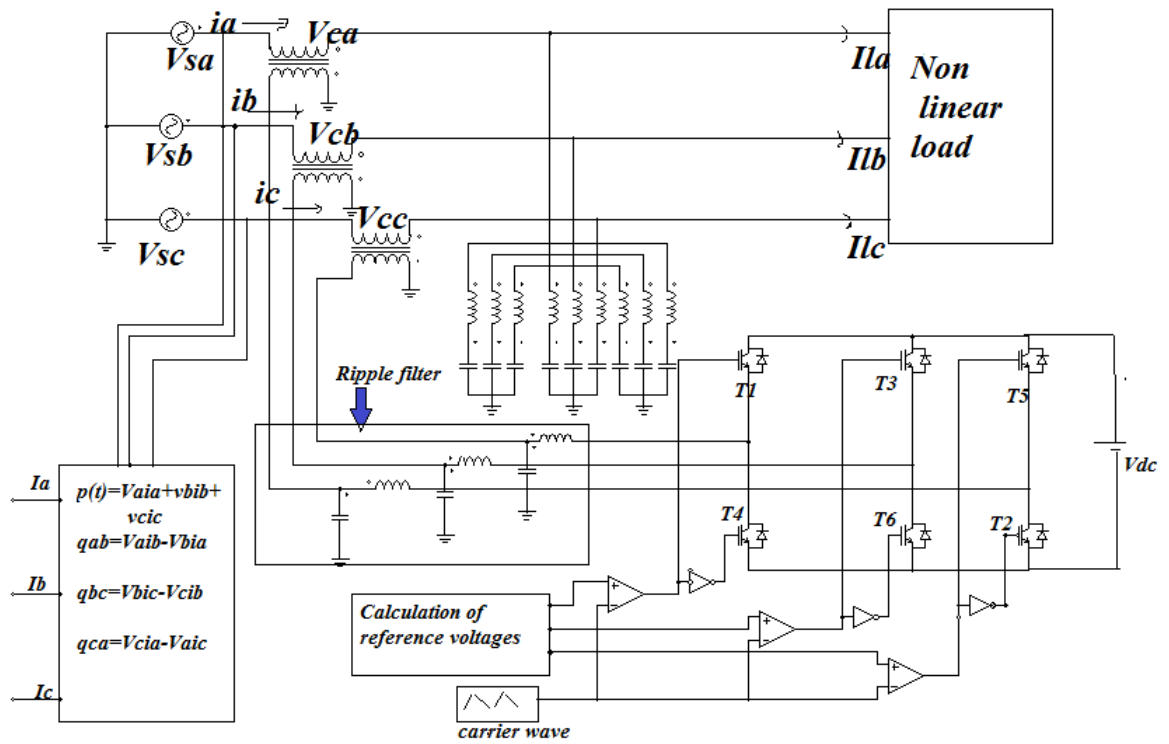 ia
Vca
Vsa
Ila
Non
linear
load
ib
Vcb
Vsb
Ilb
ic
Vcc
Vsc
Ilc
Ripple filter
T1
T3
T5
Vdc
Ia
p(t)=Vaia+vbib+
vcic
qab=Vaib-Vbia
Ib
qbc=Vbic-Vcib
qca=Vcia-Vaic
Ic
T4
T6
T2
Calculation of
reference voltages
carrier wave